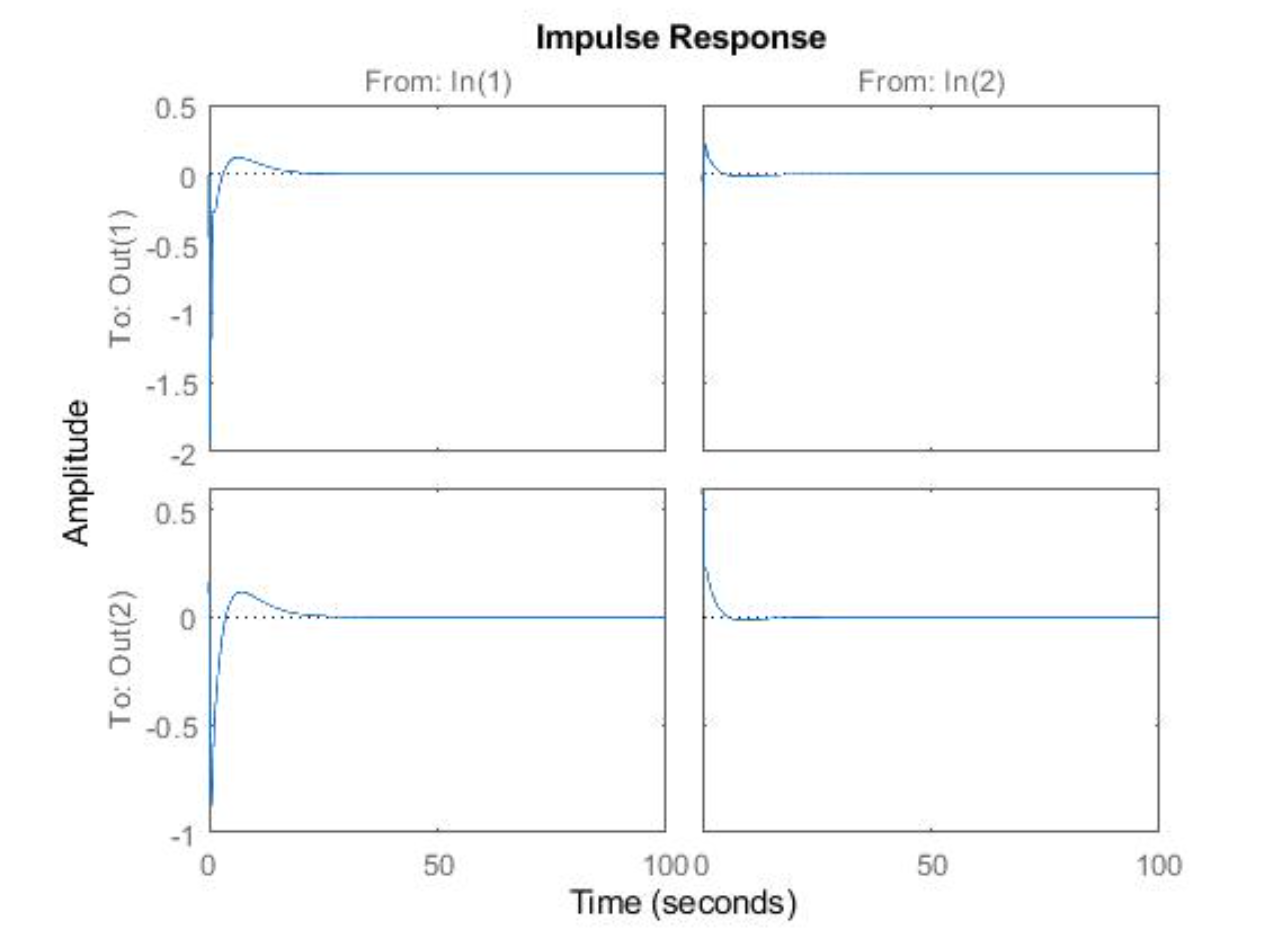 Impulse Response
From: In(1)
From: In(2)
To: Out(1)
0.5
0
-0.5
-1
-1.5
-2
Amplitude
To: Out(2)
0.5
0
-0.5
-1
0
50
100
0
50
100
Time (seconds)